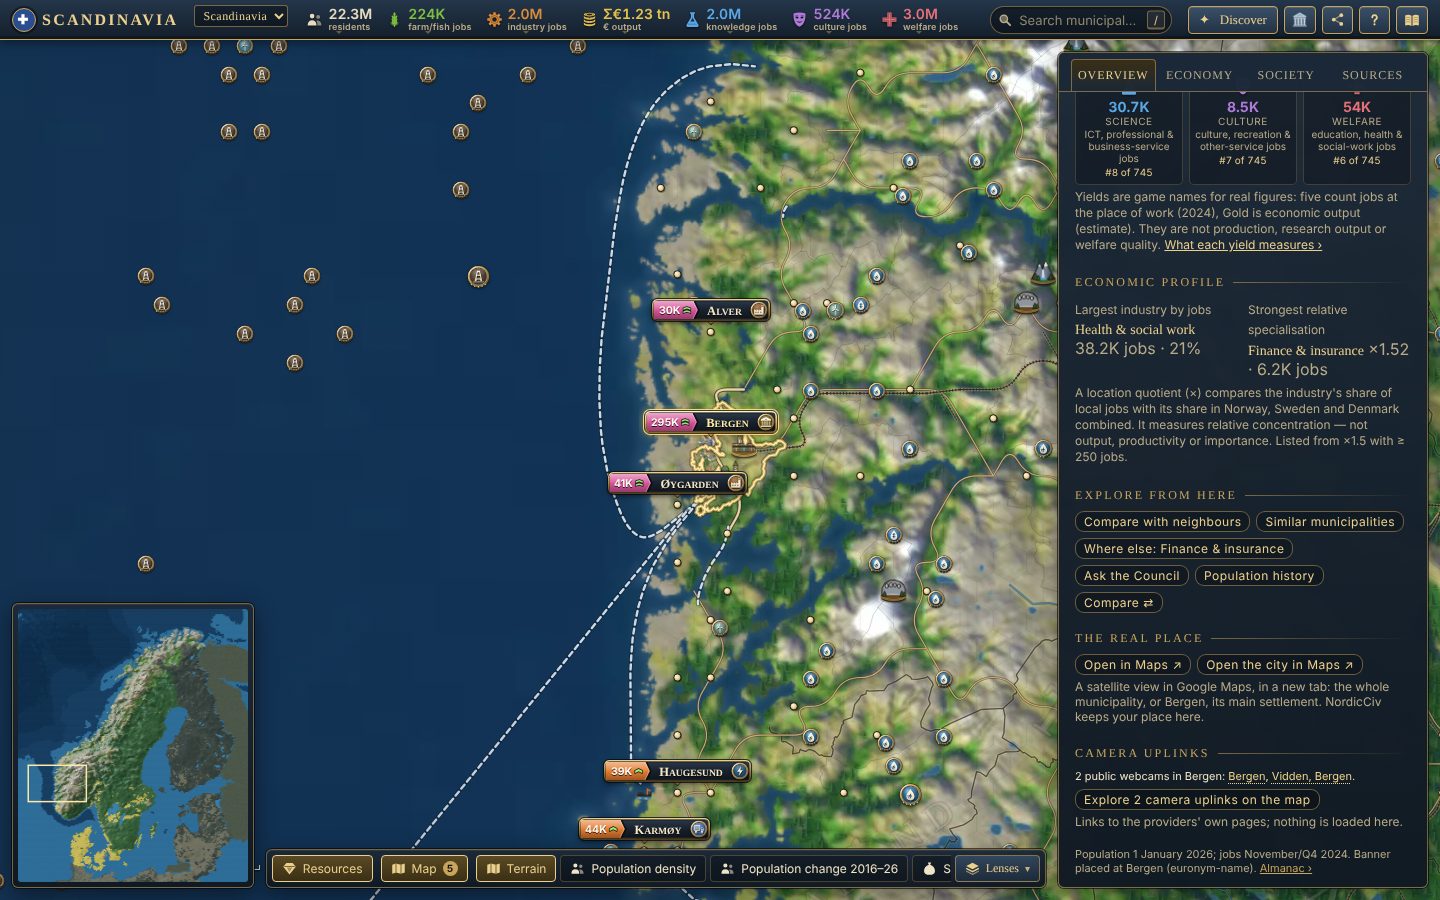 SCANDINAVIA
Scandinavia
22.3M
residents
224K
farm/fish jobs
2.0M
industry jobs
Σ€1.23 tn
€ output
2.0M
knowledge jobs
524K
culture jobs
3.0M
welfare jobs
Search municipal...
/
Discover
?
OVERVIEW
ECONOMY
SOCIETY
SOURCES
30.7K
SCIENCE
ICT, professional &
business-service
jobs
#8 of 745
8.5K
CULTURE
culture, recreation &
other-service jobs
#7 of 745
54K
WELFARE
education, health &
social-work jobs
#6 of 745
Yields are game names for real figures: five count jobs at
the place of work (2024), Gold is economic output
(estimate). They are not production, research output or
welfare quality. What each yield measures ›
ECONOMIC PROFILE
Largest industry by jobs
Health & social work
38.2K jobs · 21%
Strongest relative
specialisation
Finance & insurance ×1.52
· 6.2K jobs
A location quotient (×) compares the industry's share of
local jobs with its share in Norway, Sweden and Denmark
combined. It measures relative concentration — not
output, productivity or importance. Listed from ×1.5 with ≥
250 jobs.
EXPLORE FROM HERE
Compare with neighbours
Similar municipalities
Where else: Finance & insurance
Ask the Council
Population history
Compare ⇄
THE REAL PLACE
Open in Maps ↗
Open the city in Maps ↗
A satellite view in Google Maps, in a new tab: the whole
municipality, or Bergen, its main settlement. NordicCiv
keeps your place here.
CAMERA UPLINKS
2 public webcams in Bergen: Bergen, Vidden, Bergen.
Explore 2 camera uplinks on the map
Links to the providers' own pages; nothing is loaded here.
Population 1 January 2026; jobs November/Q4 2024. Banner
placed at Bergen (euronym-name). Almanac ›
30K
ALVER
295K
BERGEN
41K
ØYGARDEN
39K
HAUGESUND
44K
KARMØY
Resources
Map 5
Terrain
Population density
Population change 2016–26
S
Lenses ▾